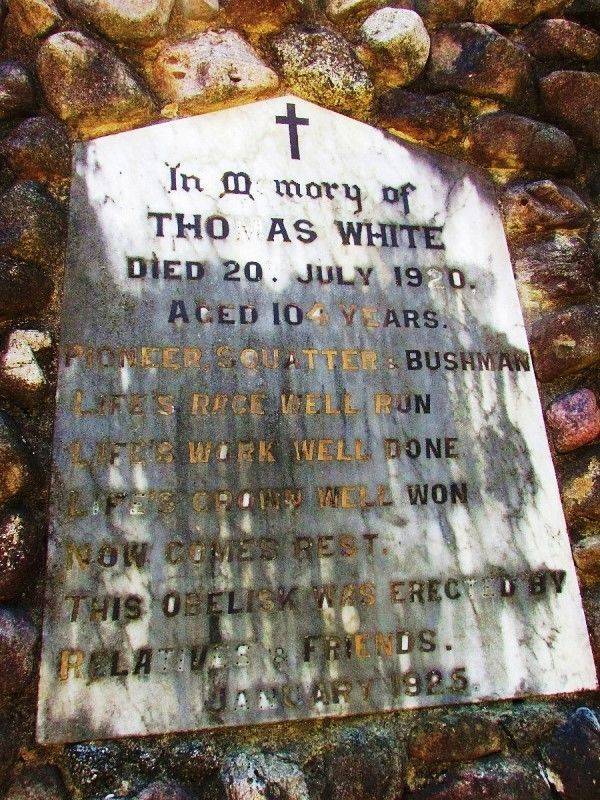 In Memory of
THOMAS WHITE
DIED 20. JULY 1920.
AGED 104 YEARS.
PIONEER, SQUATTER & BUSHMAN
LIFE'S RACE WELL RUN
LIFE'S WORK WELL DONE
LIFE'S CROWN WELL WON
NOW COMES REST.
THIS OBELISK WAS ERECTED BY
RELATIVES & FRIENDS.
JANUARY 1925.